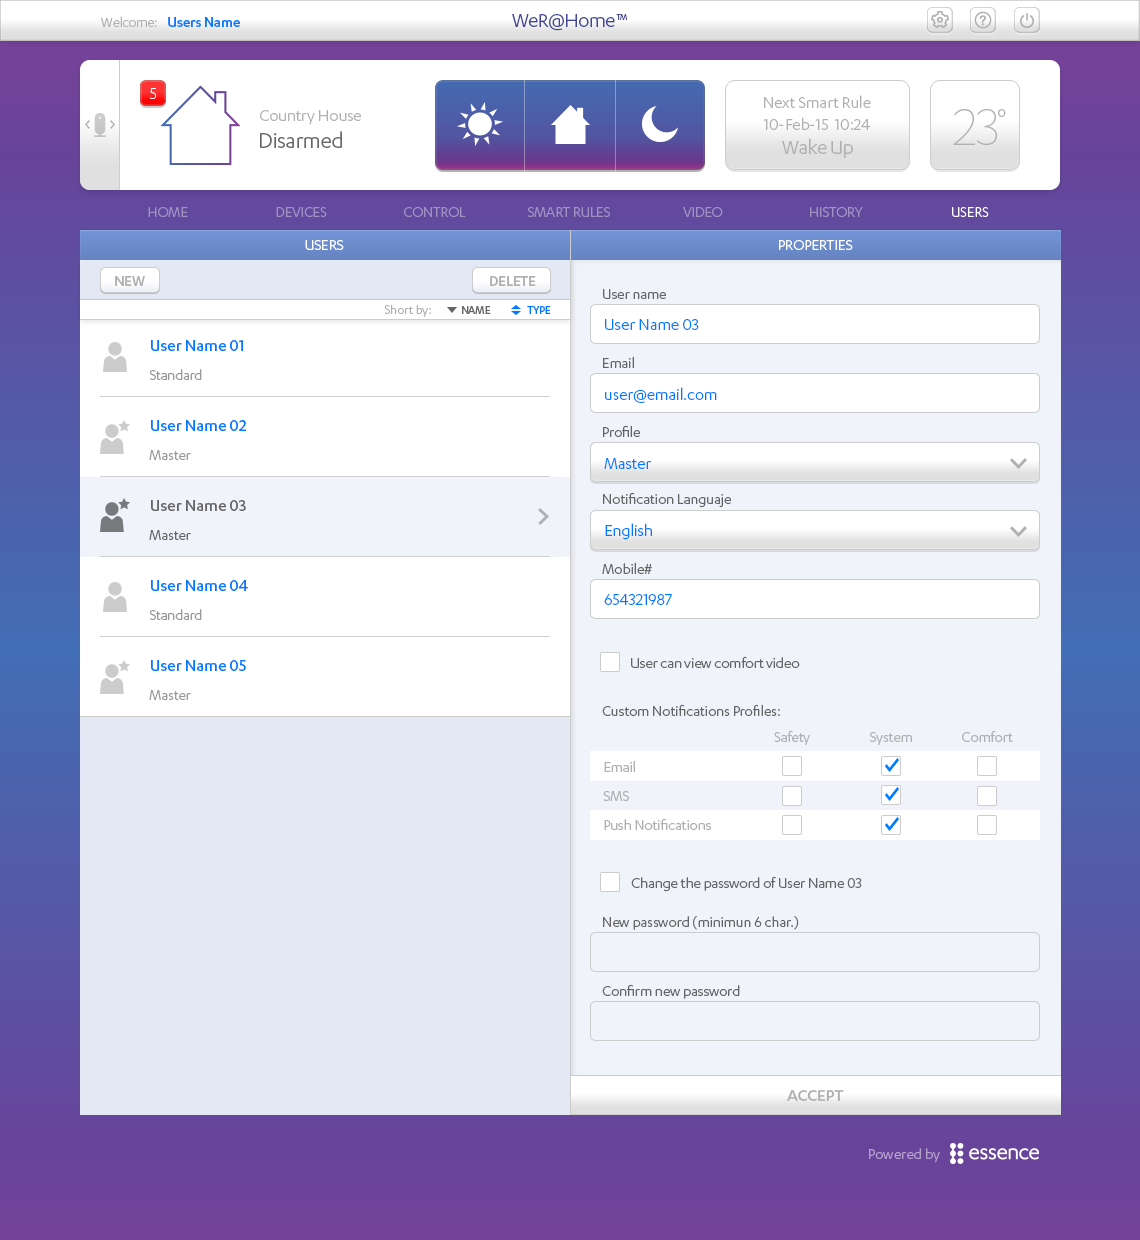 Welcome: Users Name
WeR@Home™
5
Country House
Disarmed
Next Smart Rule
10-Feb-15 10:24
Wake Up
23°
HOME DEVICES CONTROL SMART RULES VIDEO HISTORY USERS
USERS
NEW DELETE
Short by: NAME TYPE
User Name 01
Standard
User Name 02
Master
User Name 03
Master
User Name 04
Standard
User Name 05
Master
PROPERTIES
User name
User Name 03
Email
user@email.com
Profile
Master
Notification Languaje
English
Mobile#
654321987
User can view comfort video
Custom Notifications Profiles:
Safety System Comfort
Email
SMS
Push Notifications
Change the password of User Name 03
New password (minimun 6 char.)
Confirm new password
ACCEPT
Powered by essence